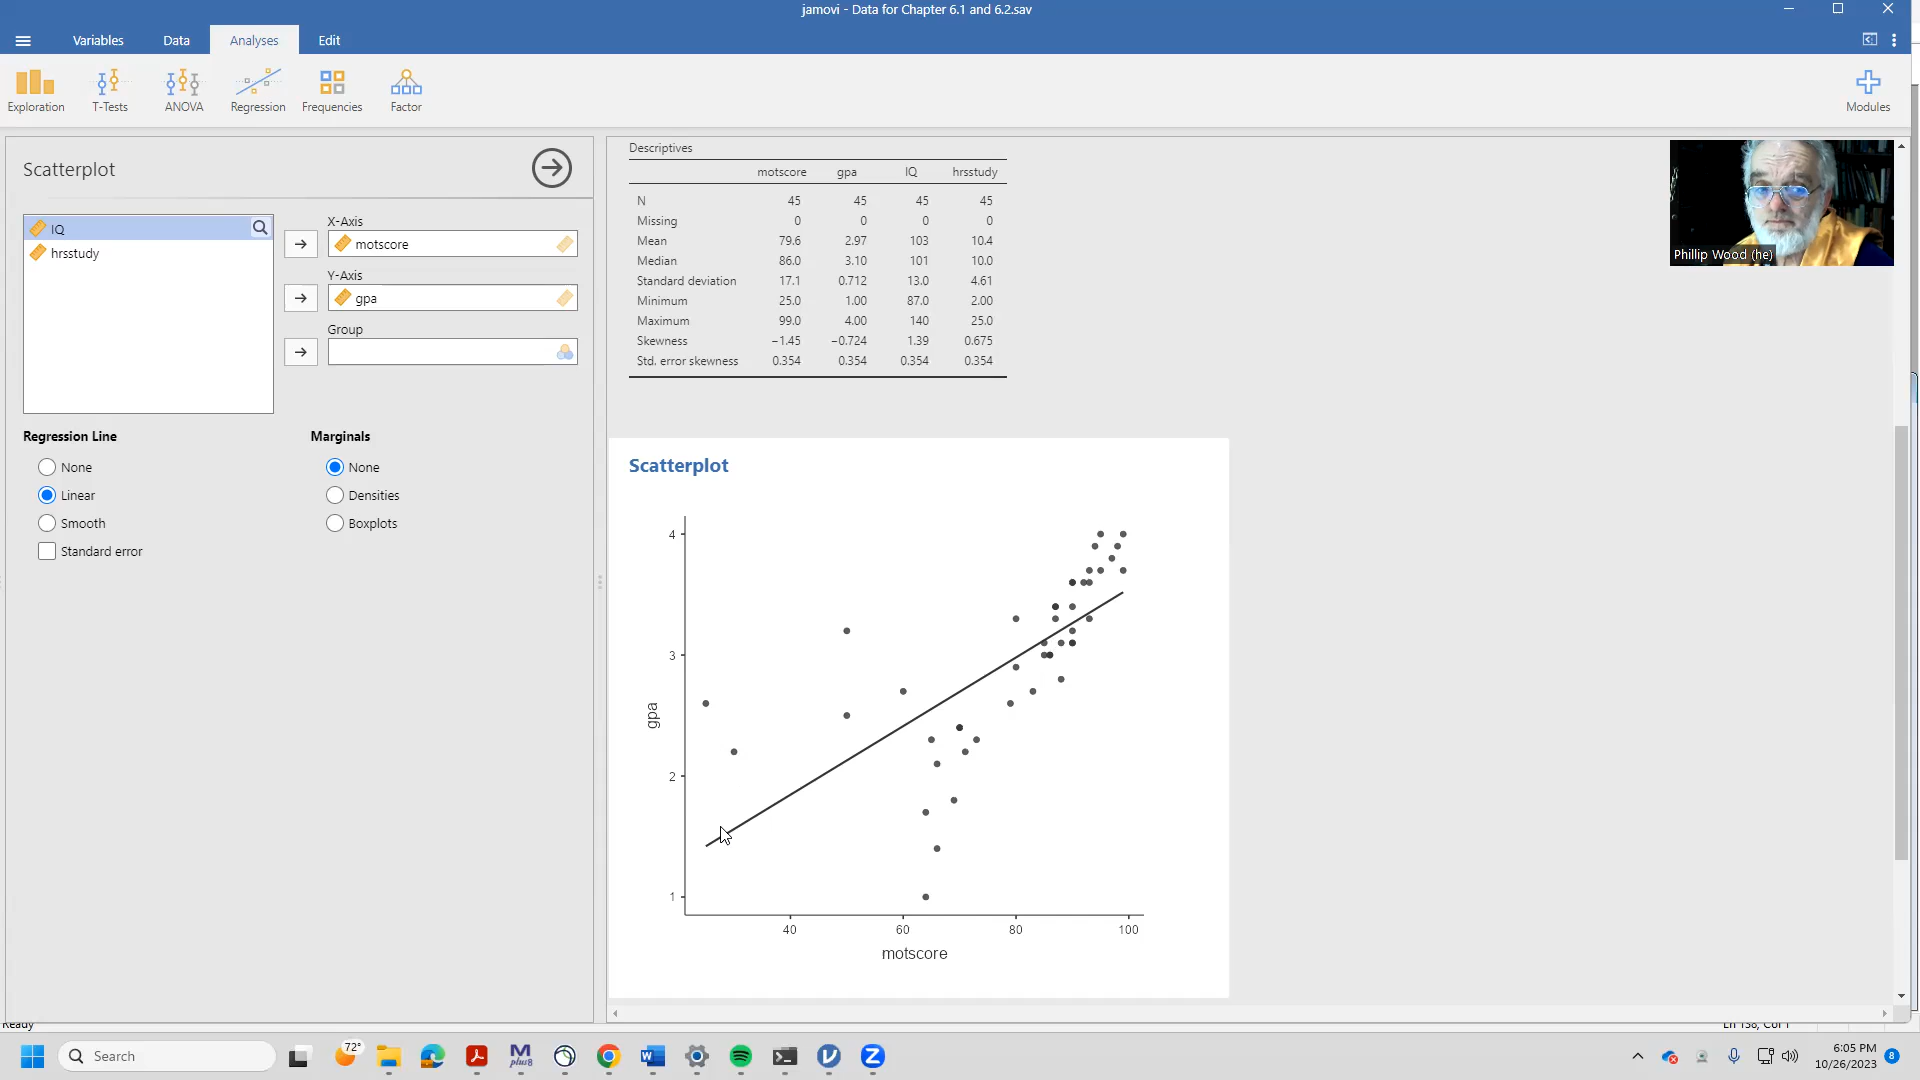 jamovi - Data for Chapter 6.1 and 6.2.sav
Variables Data Analyses Edit
Exploration T-Tests ANOVA Regression Frequencies Factor Modules
Scatterplot
IQ
hrsstudy
X-Axis
motscore
Y-Axis
gpa
Group
Regression Line
None
Linear
Smooth
Standard error
Marginals
None
Densities
Boxplots
Descriptives
motscore gpa IQ hrsstudy
N 45 45 45 45
Missing 0 0 0 0
Mean 79.6 2.97 103 10.4
Median 86.0 3.10 101 10.0
Standard deviation 17.1 0.712 13.0 4.61
Minimum 25.0 1.00 87.0 2.00
Maximum 99.0 4.00 140 25.0
Skewness −1.45 −0.724 1.39 0.675
Std. error skewness 0.354 0.354 0.354 0.354
Scatterplot
4
3
2
1
gpa
40 60 80 100
motscore
Phillip Wood (he)
Ready
Ln 138, Col 1
Search
72°
M
plus8
6:05 PM
10/26/2023
8